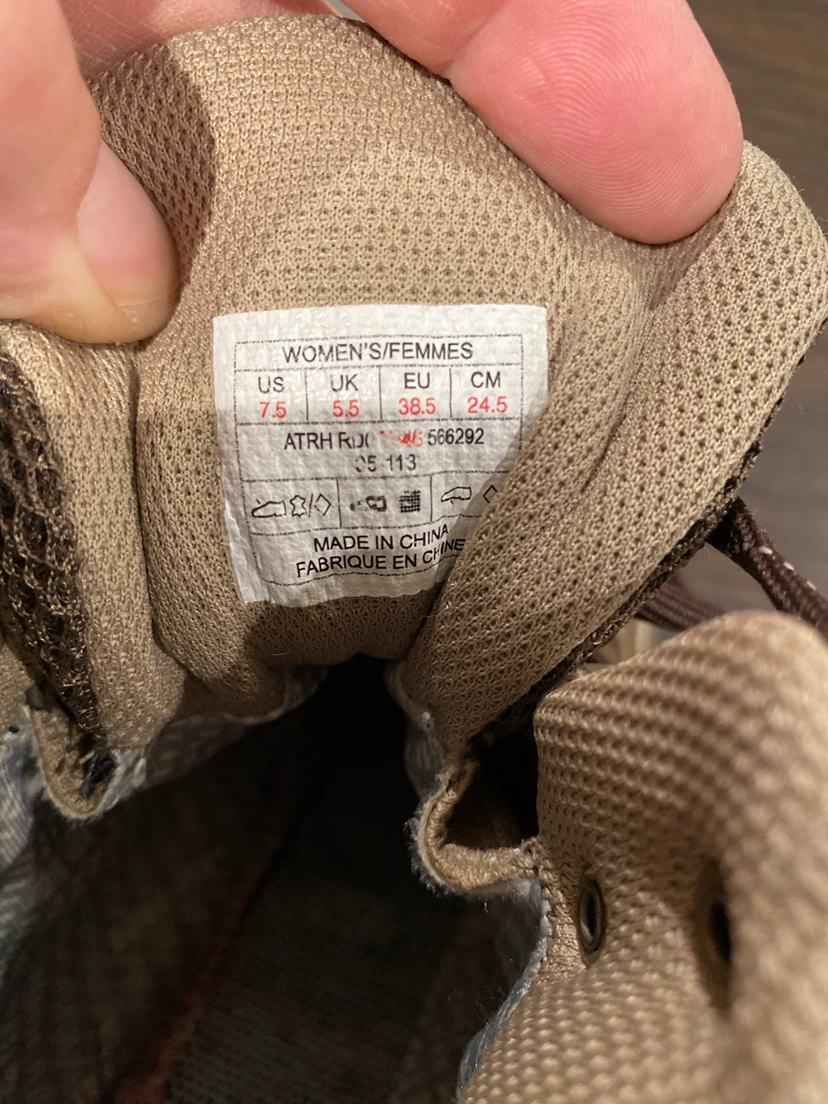 WOMEN'S/FEMMES
US UK EU CM
7.5 5.5 38.5 24.5
ATRH 566292
113
MADE IN CHINA
FABRIQUE EN CHINE